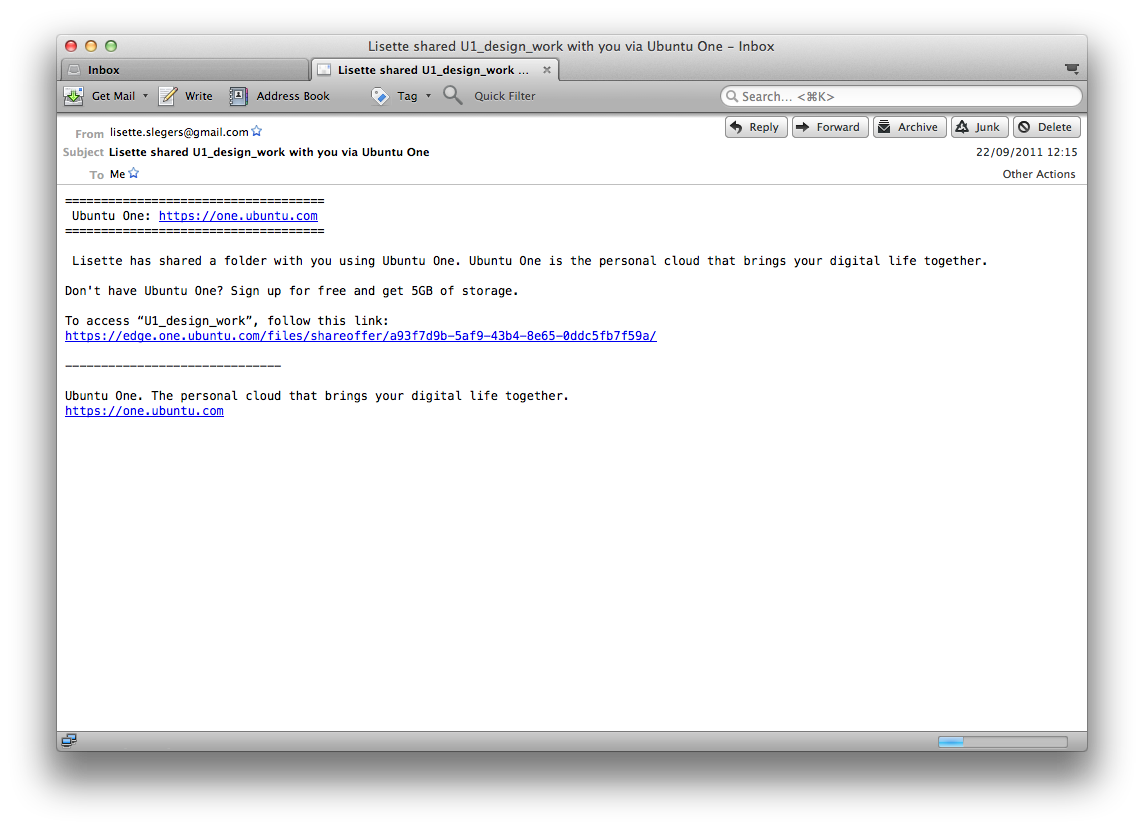 Lisette shared U1_design_work with you via Ubuntu One – Inbox
Inbox
Lisette shared U1_design_work ...
Get Mail Write Address Book Tag Quick Filter Search... <⌘K>
From lisette.slegers@gmail.com Reply Forward Archive Junk Delete
Subject Lisette shared U1_design_work with you via Ubuntu One 22/09/2011 12:15
To Me Other Actions
====================================
Ubuntu One: https://one.ubuntu.com
====================================
Lisette has shared a folder with you using Ubuntu One. Ubuntu One is the personal cloud that brings your digital life together.
Don't have Ubuntu One? Sign up for free and get 5GB of storage.
To access “U1_design_work”, follow this link:
https://edge.one.ubuntu.com/files/shareoffer/a93f7d9b-5af9-43b4-8e65-0ddc5fb7f59a/
------------------------------
Ubuntu One. The personal cloud that brings your digital life together.
https://one.ubuntu.com